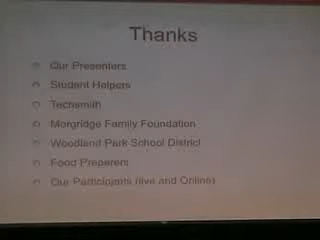 Thanks
Our Presenters
Student Helpers
Techsmith
Morgridge Family Foundation
Woodland Park School District
Food Preparers
Our Participants (live and Online)